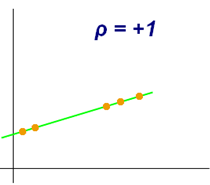 ρ = +1